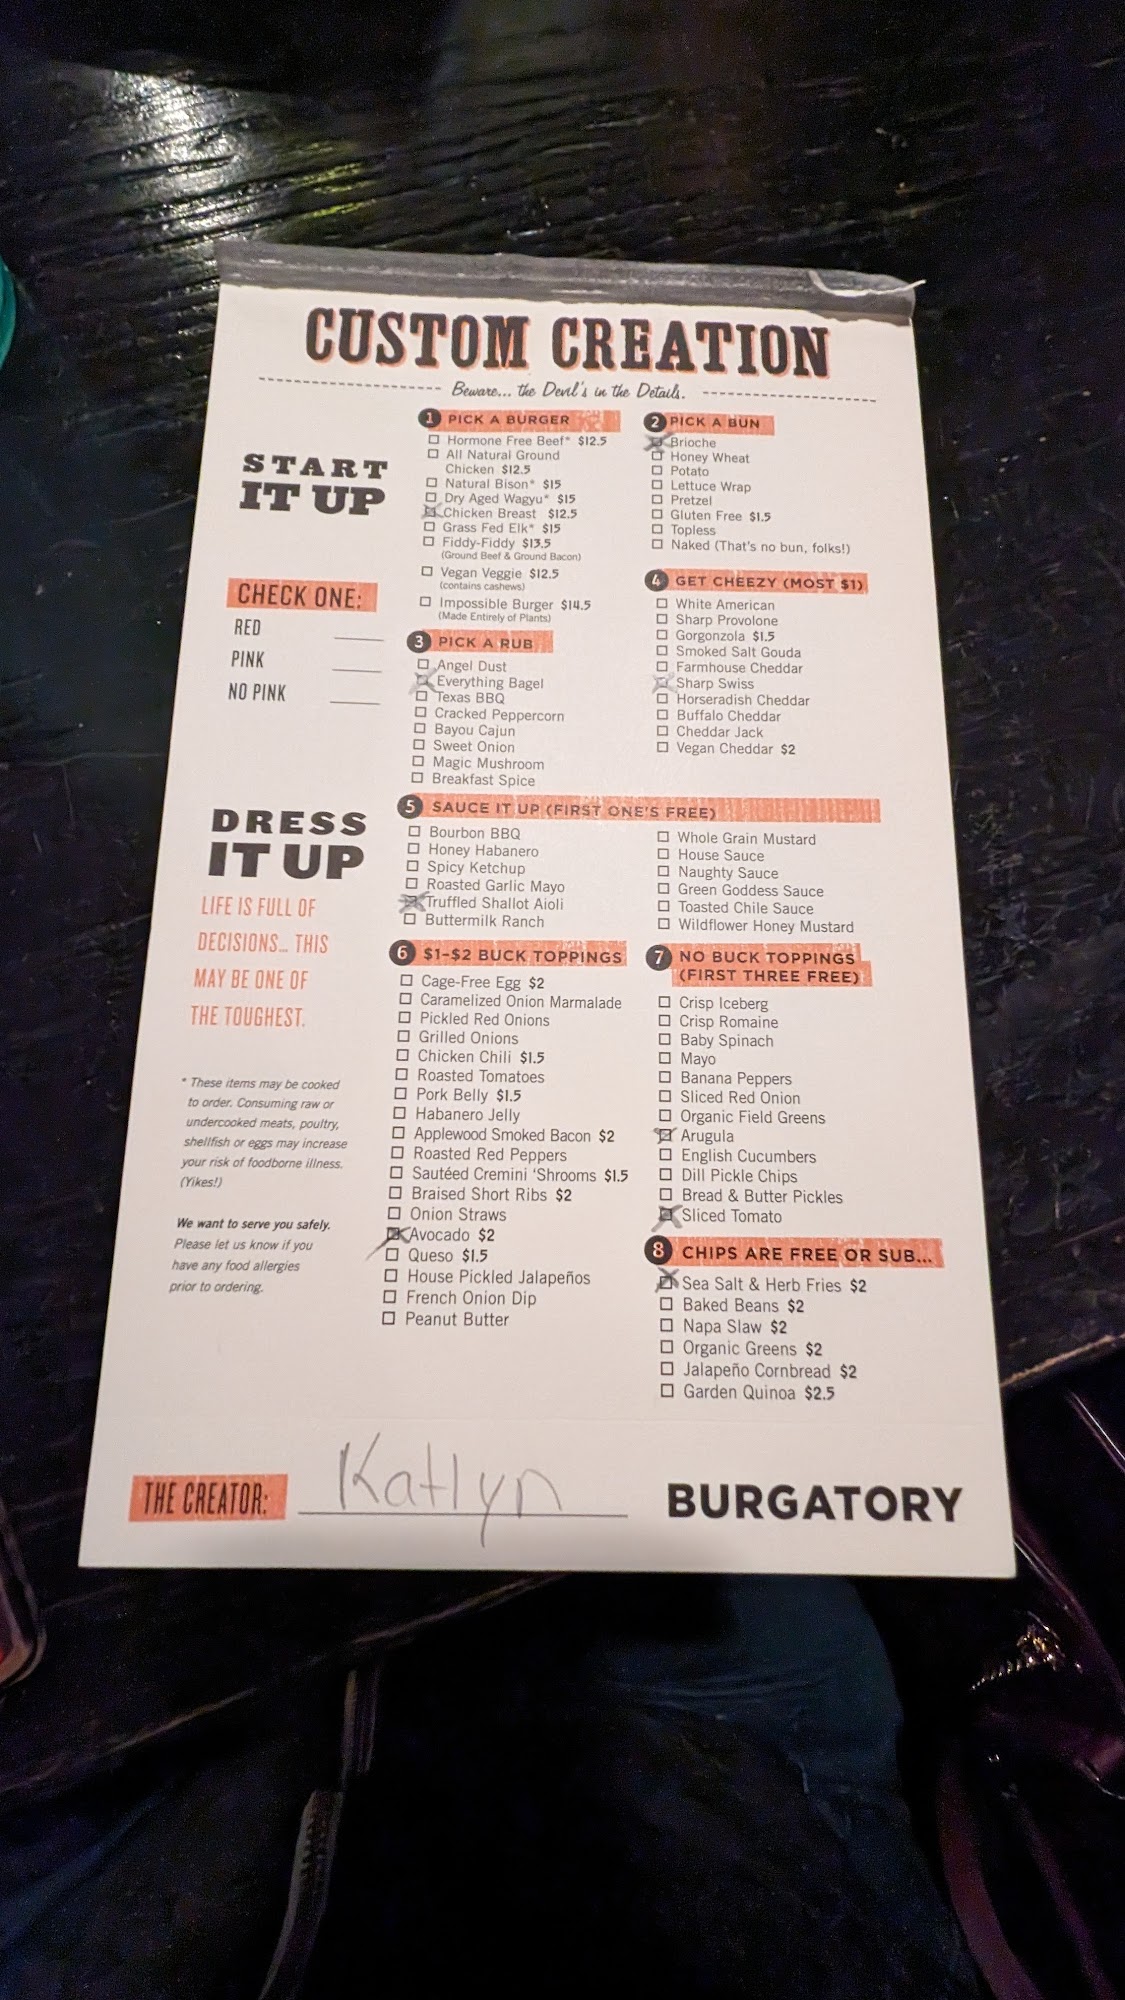 CUSTOM CREATION
Beware... the Devil's in the Details.
START
IT UP
CHECK ONE:
RED
PINK
NO PINK
1 PICK A BURGER
Hormone Free Beef* $12.5
All Natural Ground
Chicken $12.5
Natural Bison* $15
Dry Aged Wagyu* $15
Chicken Breast $12.5
Grass Fed Elk* $15
Fiddy-Fiddy $13.5
(Ground Beef & Ground Bacon)
Vegan Veggie $12.5
(contains cashews)
Impossible Burger $14.5
(Made Entirely of Plants)
2 PICK A BUN
Brioche
Honey Wheat
Potato
Lettuce Wrap
Pretzel
Gluten Free $1.5
Topless
Naked (That's no bun, folks!)
3 PICK A RUB
Angel Dust
Everything Bagel
Texas BBQ
Cracked Peppercorn
Bayou Cajun
Sweet Onion
Magic Mushroom
Breakfast Spice
4 GET CHEEZY (MOST $1)
White American
Sharp Provolone
Gorgonzola $1.5
Smoked Salt Gouda
Farmhouse Cheddar
Sharp Swiss
Horseradish Cheddar
Buffalo Cheddar
Cheddar Jack
Vegan Cheddar $2
DRESS
IT UP
LIFE IS FULL OF
DECISIONS... THIS
MAY BE ONE OF
THE TOUGHEST.
* These items may be cooked
to order. Consuming raw or
undercooked meats, poultry,
shellfish or eggs may increase
your risk of foodborne illness.
(Yikes!)
We want to serve you safely.
Please let us know if you
have any food allergies
prior to ordering.
5 SAUCE IT UP (FIRST ONE'S FREE)
Bourbon BBQ
Honey Habanero
Spicy Ketchup
Roasted Garlic Mayo
Truffled Shallot Aioli
Buttermilk Ranch
Whole Grain Mustard
House Sauce
Naughty Sauce
Green Goddess Sauce
Toasted Chile Sauce
Wildflower Honey Mustard
6 $1-$2 BUCK TOPPINGS
Cage-Free Egg $2
Caramelized Onion Marmalade
Pickled Red Onions
Grilled Onions
Chicken Chili $1.5
Roasted Tomatoes
Pork Belly $1.5
Habanero Jelly
Applewood Smoked Bacon $2
Roasted Red Peppers
Sautéed Cremini 'Shrooms $1.5
Braised Short Ribs $2
Onion Straws
Avocado $2
Queso $1.5
House Pickled Jalapeños
French Onion Dip
Peanut Butter
7 NO BUCK TOPPINGS
(FIRST THREE FREE)
Crisp Iceberg
Crisp Romaine
Baby Spinach
Mayo
Banana Peppers
Sliced Red Onion
Organic Field Greens
Arugula
English Cucumbers
Dill Pickle Chips
Bread & Butter Pickles
Sliced Tomato
8 CHIPS ARE FREE OR SUB...
Sea Salt & Herb Fries $2
Baked Beans $2
Napa Slaw $2
Organic Greens $2
Jalapeño Cornbread $2
Garden Quinoa $2.5
THE CREATOR: Katlyn
BURGATORY